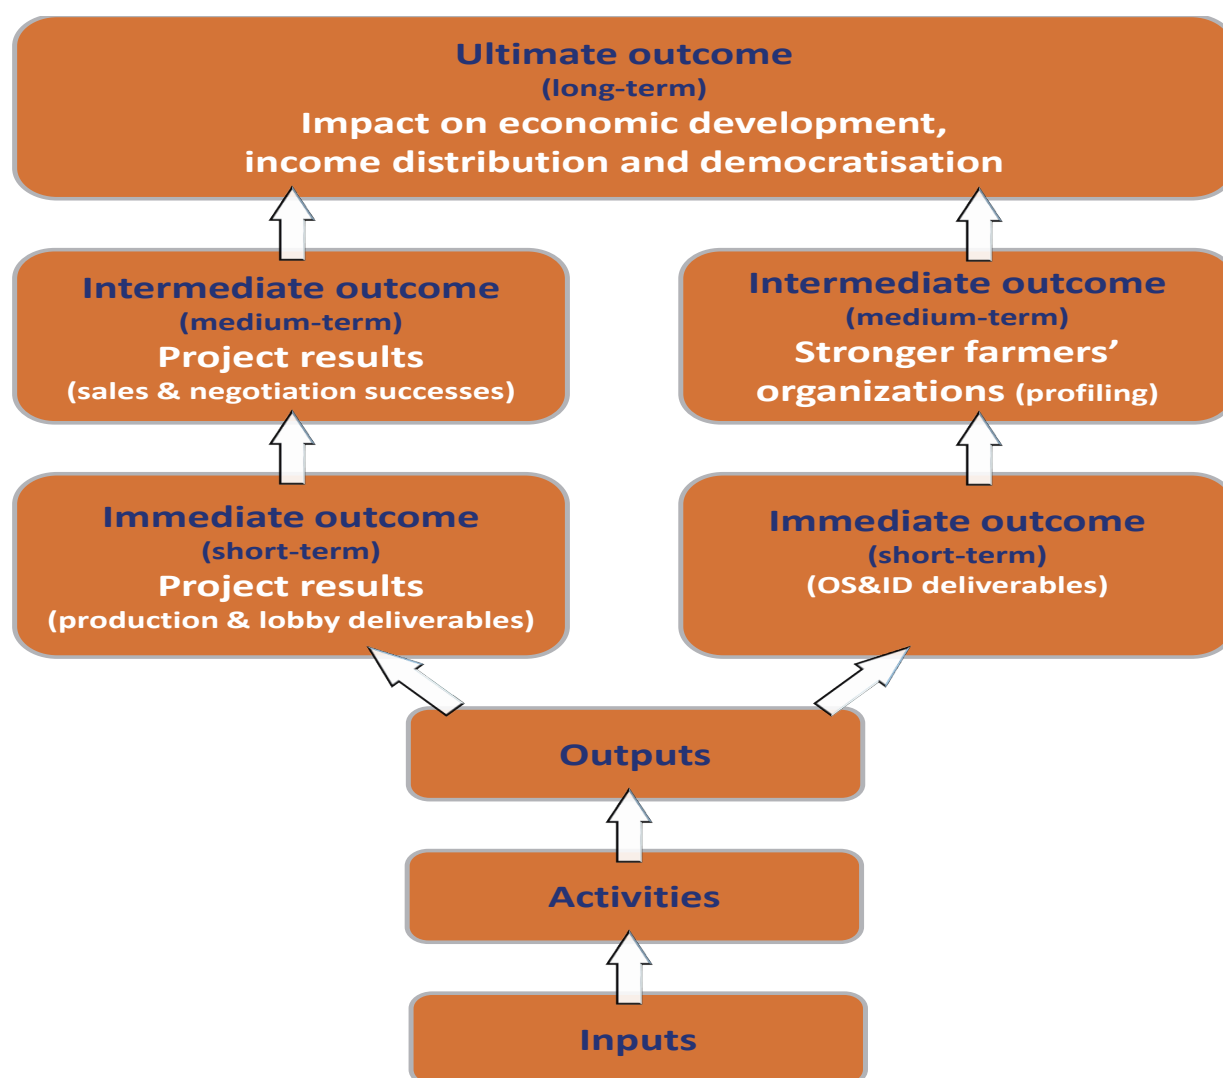 Ultimate outcome
(long-term)
Impact on economic development,
income distribution and democratisation
Intermediate outcome
(medium-term)
Project results
(sales & negotiation successes)
Intermediate outcome
(medium-term)
Stronger farmers’
organizations (profiling)
Immediate outcome
(short-term)
Project results
(production & lobby deliverables)
Immediate outcome
(short-term)
(OS&ID deliverables)
Outputs
Activities
Inputs